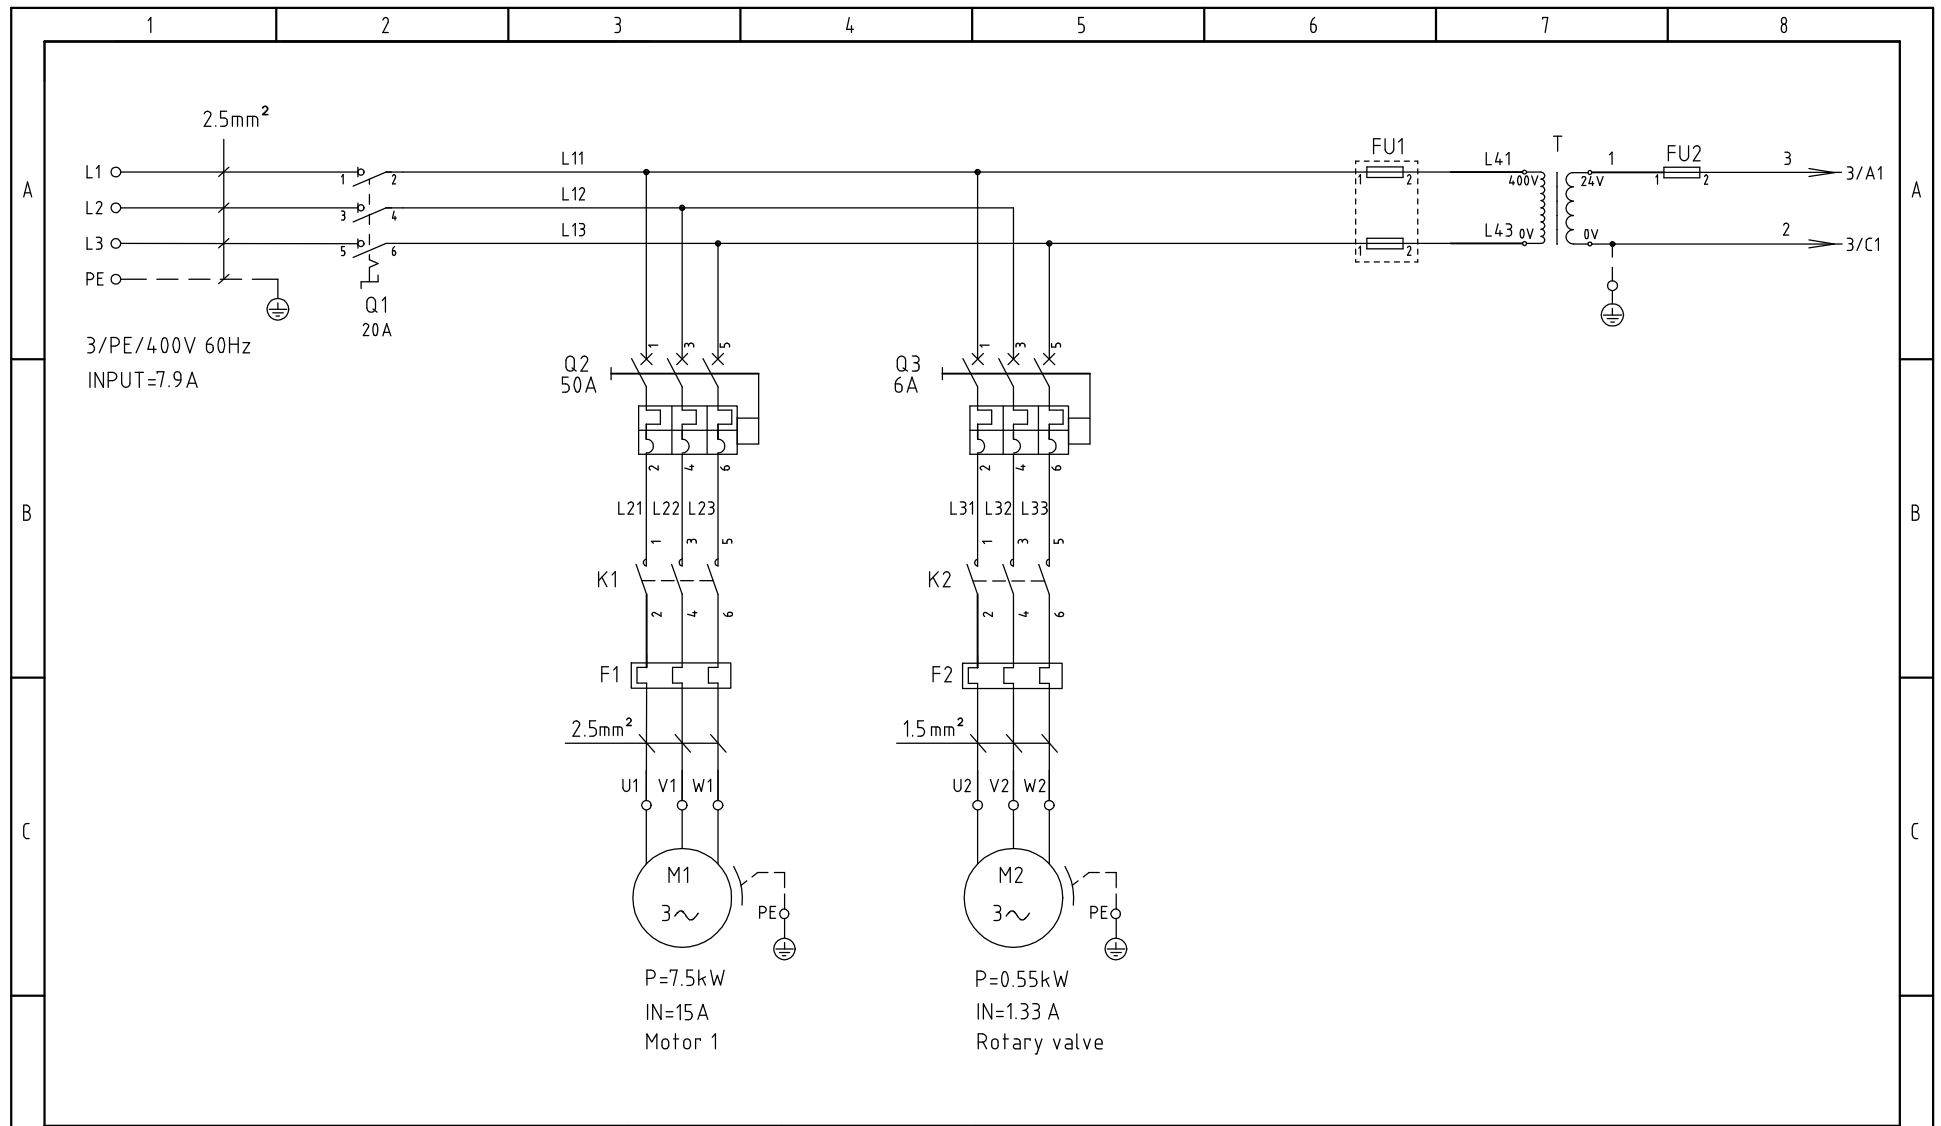 1 2 3 4 5 6 7 8
2.5mm²
FU1 T FU2
L1 L11 L41 1 3
A 1 2 1 2 400V 24V 1 2 3/A1 A
L2 L12
3 4
L3 L13 L43 0V 0V 2
5 6 1 2 3/C1
PE
Q1
20A
3/PE/400V 60Hz
INPUT=7.9A
1 3 5 1 3 5
Q2 Q3
50A 6A
2 4 6 2 4 6
B L21 L22 L23 L31 L32 L33 B
1 3 5 1 3 5
K1 K2
2 4 6 2 4 6
F1 F2
2.5mm² 1.5mm²
U1 V1 W1 U2 V2 W2
C C
M1 M2
3~ PE 3~ PE
P=7.5kW P=0.55kW
IN=15A IN=1.33 A
Motor 1 Rotary valve